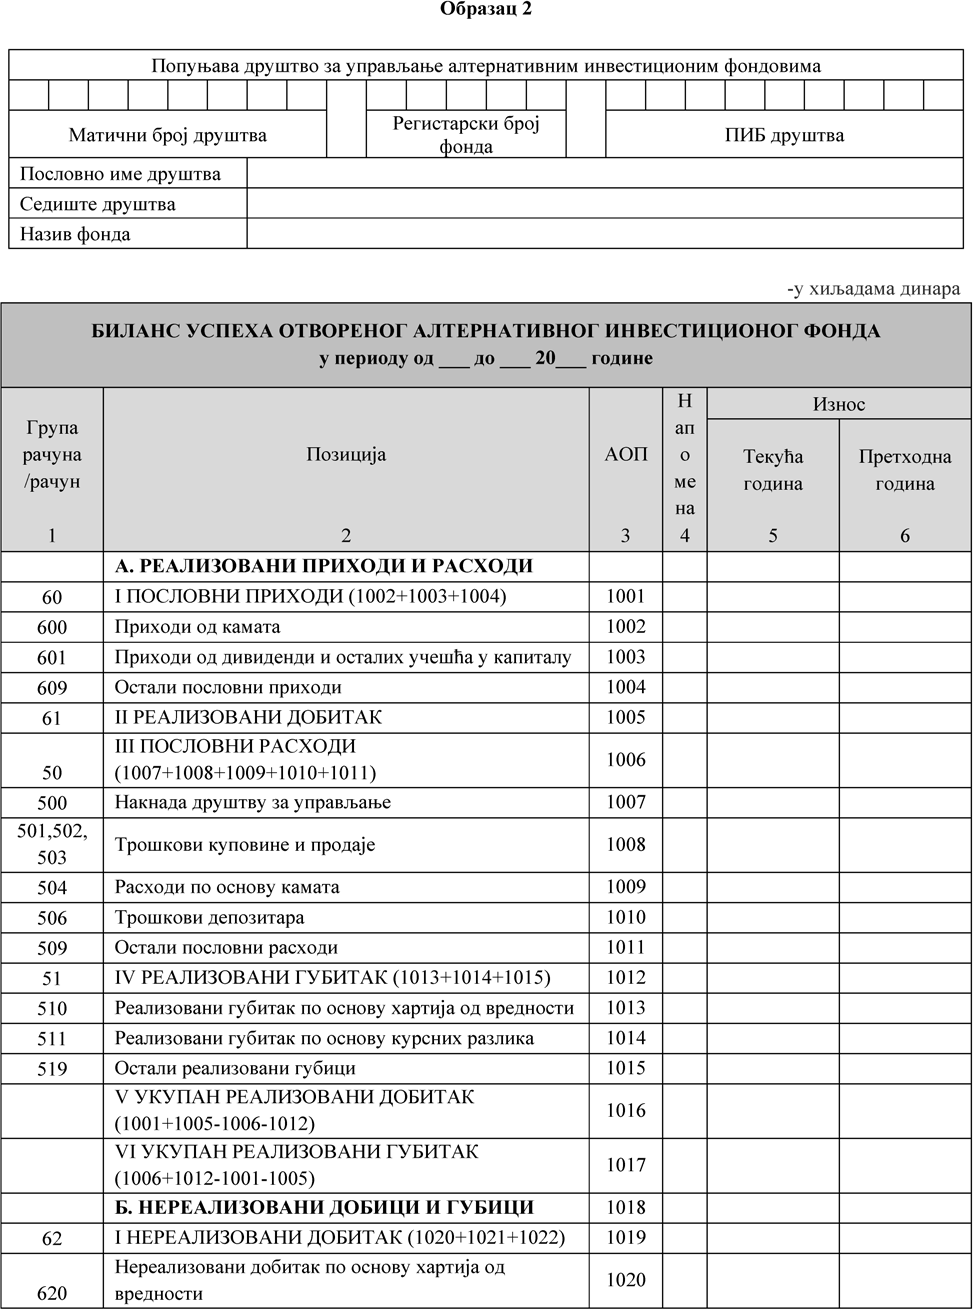 Образац 2
Попуњава друштво за управљање алтернативним инвестиционим фондовима
Матични број друштва
Регистарски број
фонда
ПИБ друштва
Пословно име друштва
Седиште друштва
Назив фонда
-у хиљадама динара
БИЛАНС УСПЕХА ОТВОРЕНОГ АЛТЕРНАТИВНОГ ИНВЕСТИЦИОНОГ ФОНДА
у периоду од ___ до ___ 20___ године
Група
рачуна
/рачун
Позиција
АОП
Н
ап
о
ме
на
Износ
Текућа
година
Претходна
година
1 2 3 4 5 6
А. РЕАЛИЗОВАНИ ПРИХОДИ И РАСХОДИ
60 I ПОСЛОВНИ ПРИХОДИ (1002+1003+1004) 1001
600 Приходи од камата 1002
601 Приходи од дивиденди и осталих учешћа у капиталу 1003
609 Остали пословни приходи 1004
61 II РЕАЛИЗОВАНИ ДОБИТАК 1005
III ПОСЛОВНИ РАСХОДИ
50 (1007+1008+1009+1010+1011) 1006
500 Накнада друштву за управљање 1007
501,502,
503 Трошкови куповине и продаје 1008
504 Расходи по основу камата 1009
506 Трошкови депозитара 1010
509 Остали пословни расходи 1011
51 IV РЕАЛИЗОВАНИ ГУБИТАК (1013+1014+1015) 1012
510 Реализовани губитак по основу хартија од вредности 1013
511 Реализовани губитак по основу курсних разлика 1014
519 Остали реализовани губици 1015
V УКУПАН РЕАЛИЗОВАНИ ДОБИТАК
(1001+1005-1006-1012) 1016
VI УКУПАН РЕАЛИЗОВАНИ ГУБИТАК
(1006+1012-1001-1005) 1017
Б. НЕРЕАЛИЗОВАНИ ДОБИЦИ И ГУБИЦИ 1018
62 I НЕРЕАЛИЗОВАНИ ДОБИТАК (1020+1021+1022) 1019
Нереализовани добитак по основу хартија од
620 вредности 1020